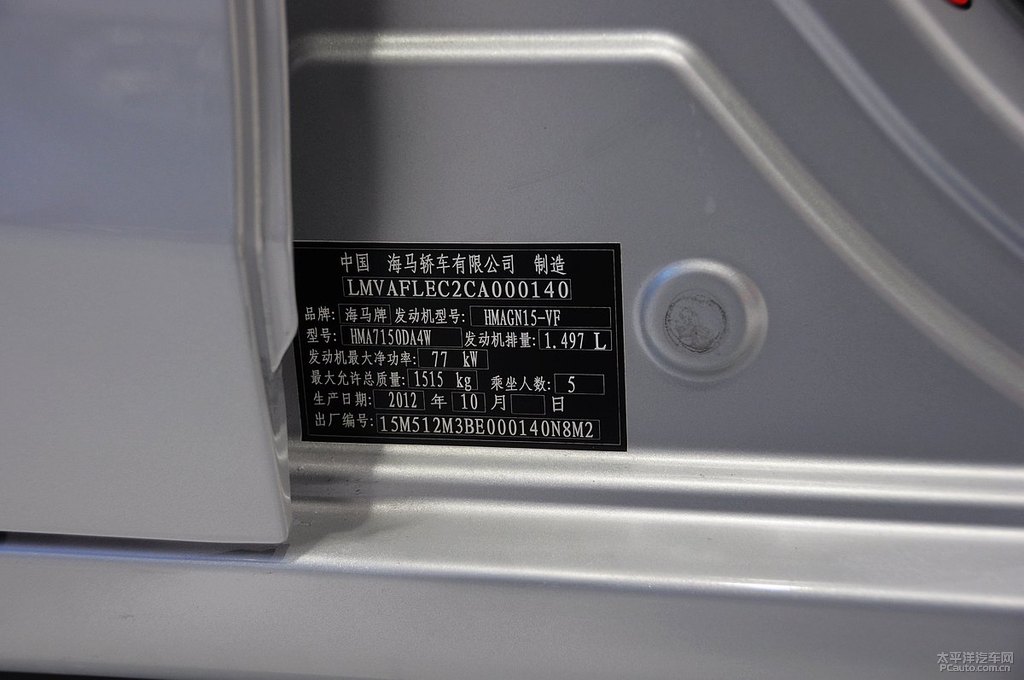 中国 海马轿车有限公司 制造
LMVAFLEC2CA000140
品牌: 海马牌 发动机型号: HMAGN15-VF
型号: HMA7150DA4W 发动机排量: 1.497 L
发动机最大净功率: 77 kW
最大允许总质量: 1515 kg 乘坐人数: 5
生产日期: 2012 年 10 月 日
出厂编号: 15M512M3BE000140N8M2
太平洋汽车网
PCauto.com.cn